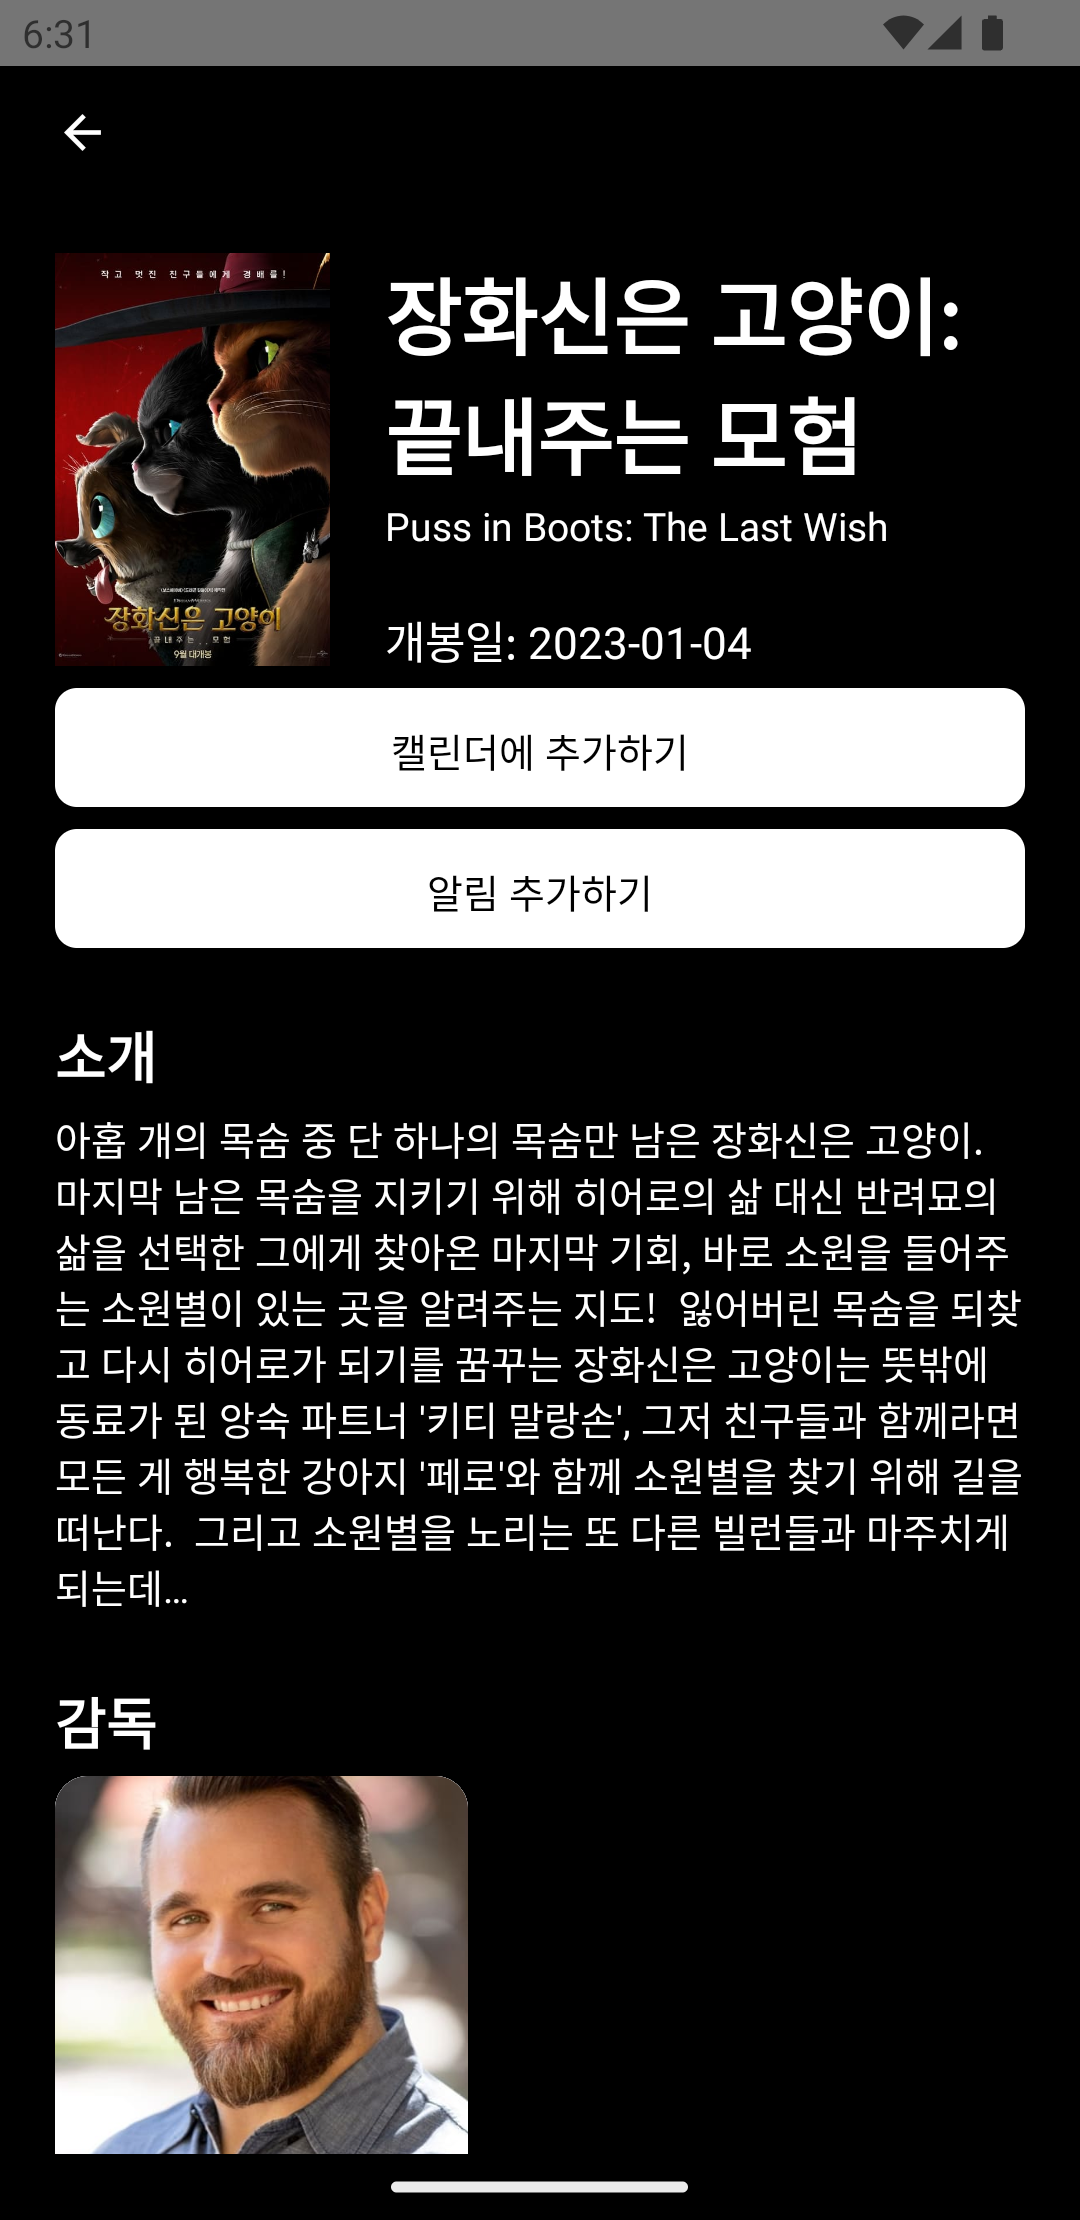 6:31
작고 멋진 친구들에게 경배를!
장화신은 고양이
끝내주는 모험
9월 대개봉
장화신은 고양이:
끝내주는 모험
Puss in Boots: The Last Wish
개봉일: 2023-01-04
캘린더에 추가하기
알림 추가하기
소개
아홉 개의 목숨 중 단 하나의 목숨만 남은 장화신은 고양이.
마지막 남은 목숨을 지키기 위해 히어로의 삶 대신 반려묘의
삶을 선택한 그에게 찾아온 마지막 기회, 바로 소원을 들어주
는 소원별이 있는 곳을 알려주는 지도!  잃어버린 목숨을 되찾
고 다시 히어로가 되기를 꿈꾸는 장화신은 고양이는 뜻밖에
동료가 된 앙숙 파트너 '키티 말랑손', 그저 친구들과 함께라면
모든 게 행복한 강아지 '페로'와 함께 소원별을 찾기 위해 길을
떠난다.  그리고 소원별을 노리는 또 다른 빌런들과 마주치게
되는데…
감독